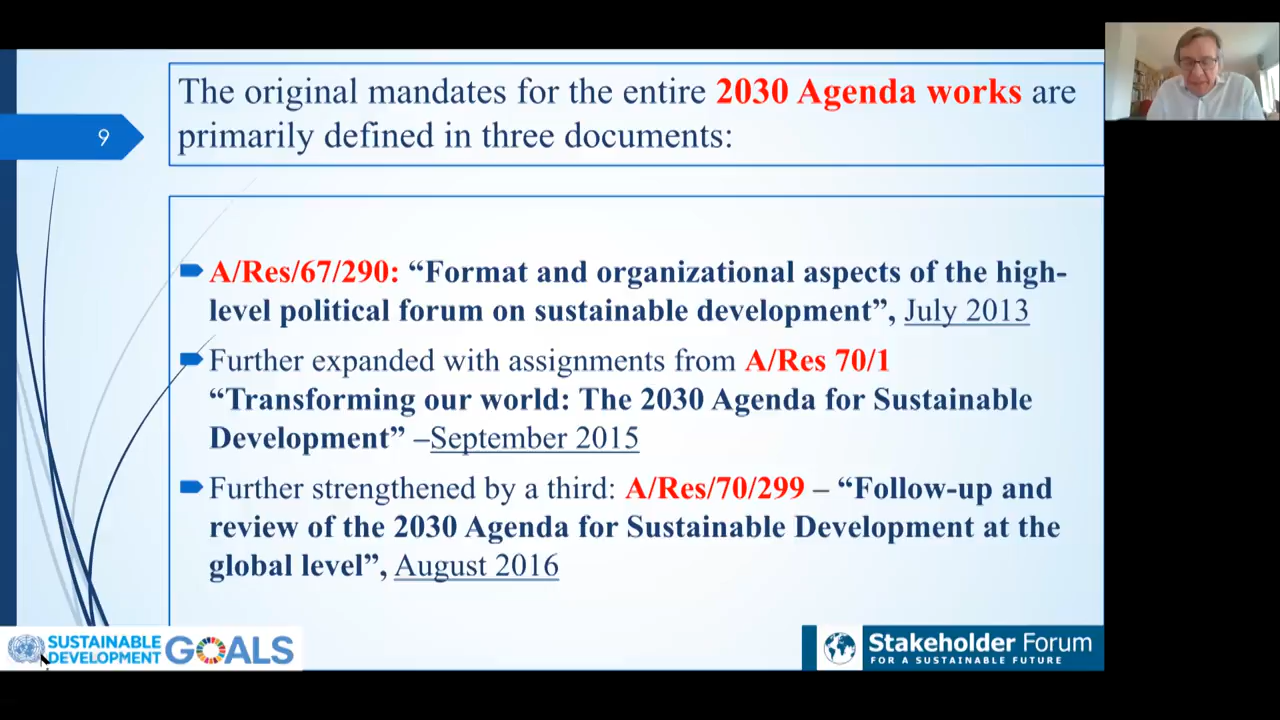 The original mandates for the entire 2030 Agenda works are
primarily defined in three documents:
9
A/Res/67/290: “Format and organizational aspects of the high-
level political forum on sustainable development”, July 2013
Further expanded with assignments from A/Res 70/1
“Transforming our world: The 2030 Agenda for Sustainable
Development” –September 2015
Further strengthened by a third: A/Res/70/299 – “Follow-up and
review of the 2030 Agenda for Sustainable Development at the
global level”, August 2016
SUSTAINABLE
DEVELOPMENT
GOALS
Stakeholder Forum
FOR A SUSTAINABLE FUTURE